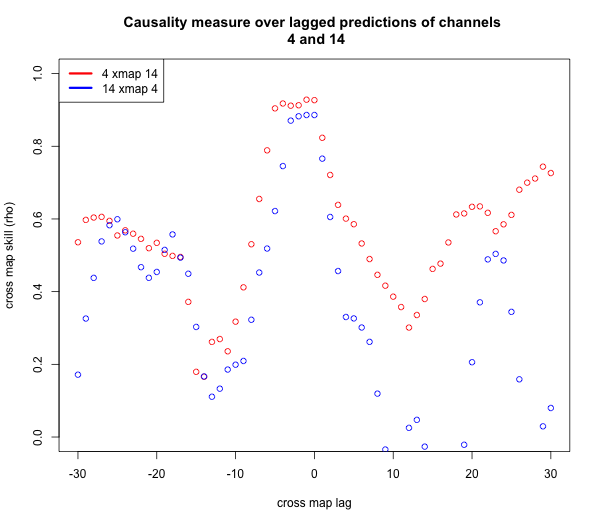 Causality measure over lagged predictions of channels
4 and 14
4 xmap 14
14 xmap 4
cross map skill (rho)
1.0
0.8
0.6
0.4
0.2
0.0
-30
-20
-10
0
10
20
30
cross map lag